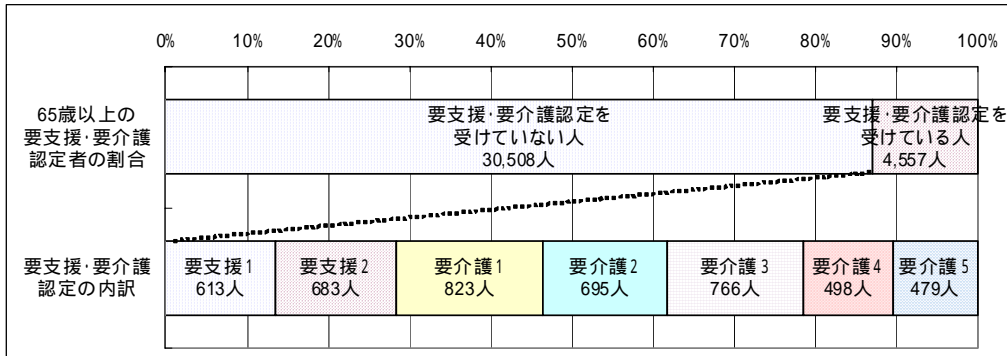 0% 10% 20% 30% 40% 50% 60% 70% 80% 90% 100%
65歳以上の
要支援・要介護
認定者の割合
要支援・要介護認定を
受けていない人
30,508人
要支援・要介護認定を
受けている人
4,557人
要支援・要介護
認定の内訳
要支援1
613人
要支援2
683人
要介護1
823人
要介護2
695人
要介護3
766人
要介護4
498人
要介護5
479人